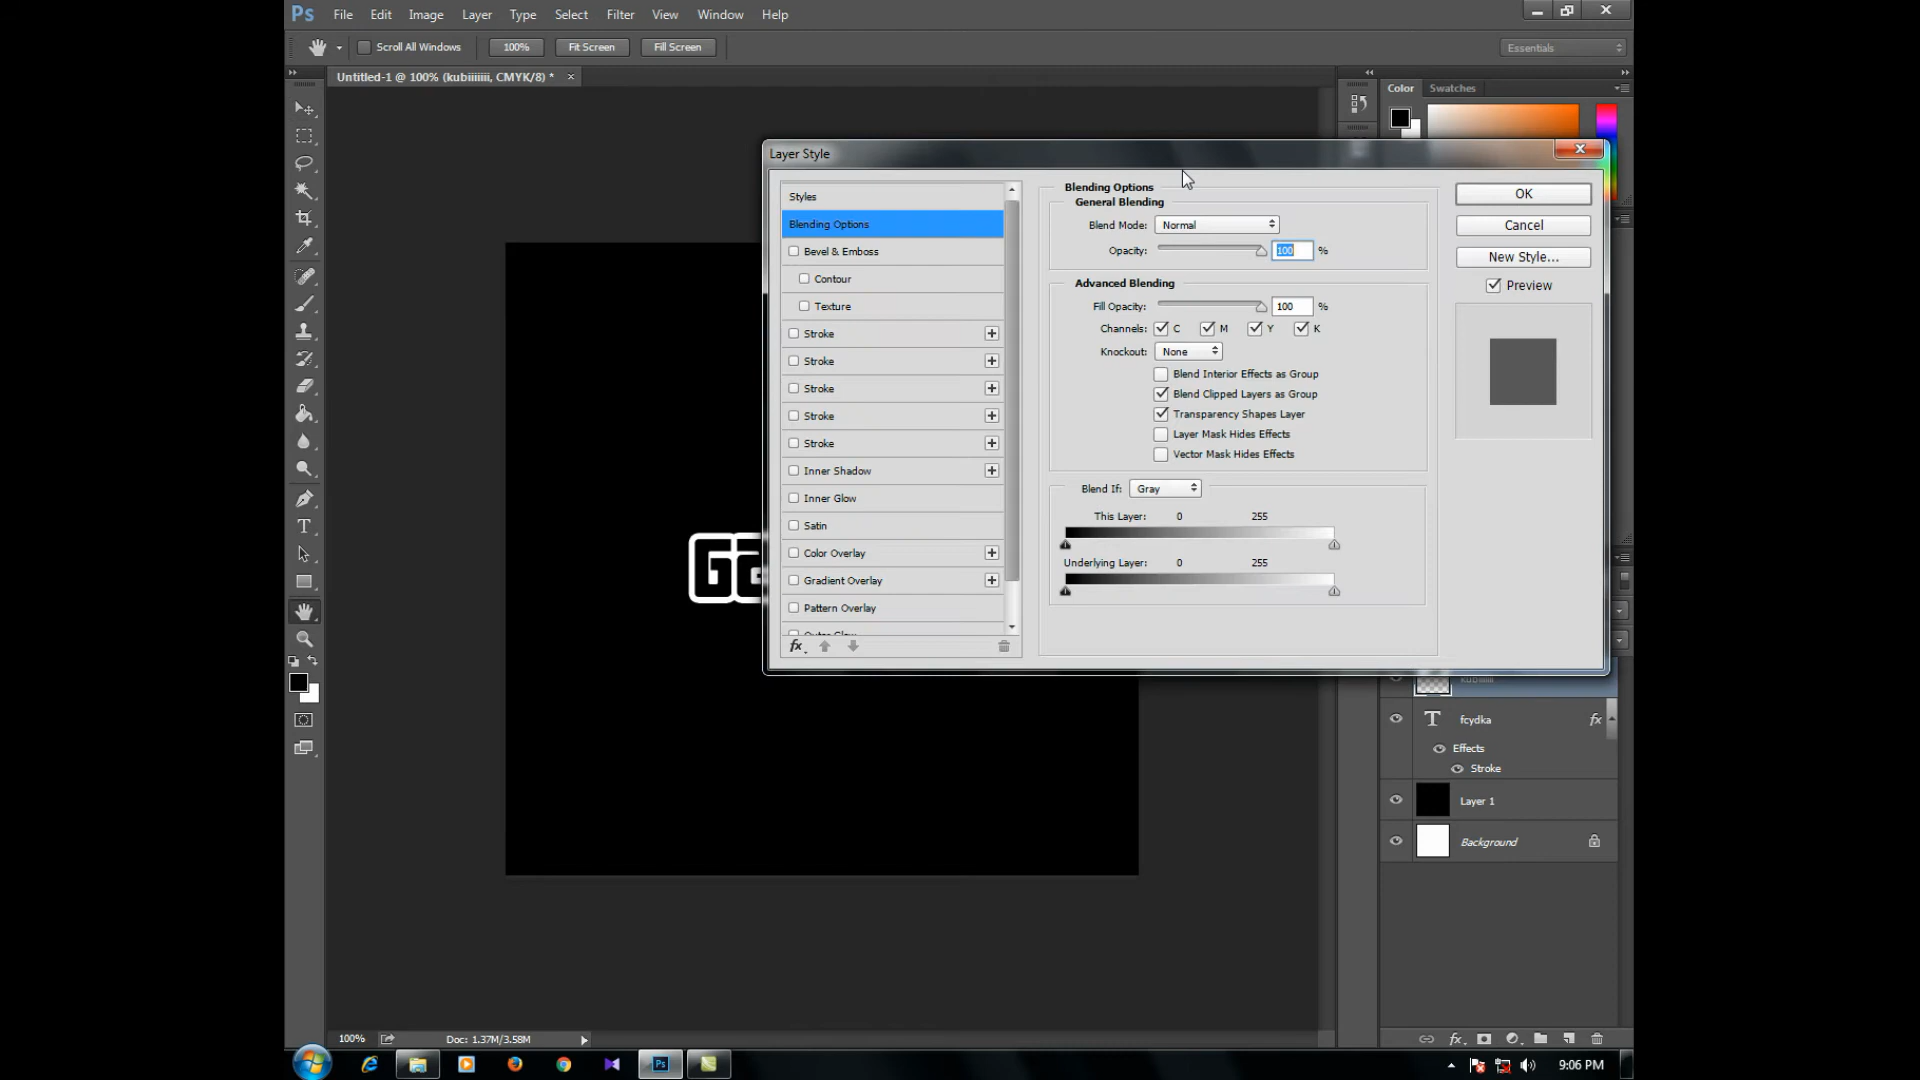 Ps File Edit Image Layer Type Select Filter View Window Help
Scroll All Windows 100% Fit Screen Fill Screen Essentials
Untitled-1 @ 100% (kubiiiiiii, CMYK/8) * ×
Color Swatches
Layer Style
Styles
Blending Options
Bevel & Emboss
Contour
Texture
Stroke
Stroke
Stroke
Stroke
Stroke
Inner Shadow
Inner Glow
Satin
Color Overlay
Gradient Overlay
Pattern Overlay
Outer Glow
fx
Blending Options
General Blending
Blend Mode: Normal
Opacity: 100 %
Advanced Blending
Fill Opacity: 100 %
Channels: C M Y K
Knockout: None
Blend Interior Effects as Group
Blend Clipped Layers as Group
Transparency Shapes Layer
Layer Mask Hides Effects
Vector Mask Hides Effects
Blend If: Gray
This Layer: 0 255
Underlying Layer: 0 255
OK
Cancel
New Style...
Preview
fcydka fx
Effects
Stroke
Layer 1
Background
100% Doc: 1.37M/3.58M
fx
Ps 9:06 PM